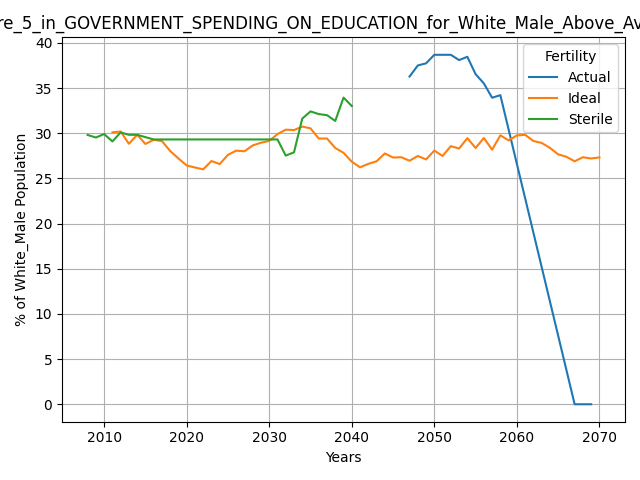 re_5_in_GOVERNMENT_SPENDING_ON_EDUCATION_for_White_Male_Above_Av
% of White_Male Population
40
35
30
25
20
15
10
5
0
Fertility
Actual
Ideal
Sterile
2010 2020 2030 2040 2050 2060 2070
Years